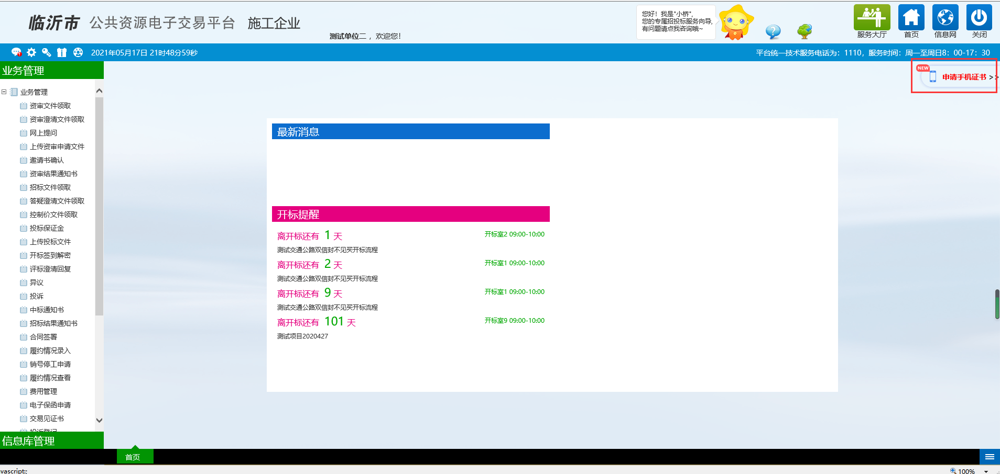 临沂市 公共资源电子交易平台 施工企业
测试单位二 ，欢迎您！
您好！我是"小桥",
您的专属招投标服务向导,
有问题请点我咨询哦~
服务大厅
首页
信息网
关闭
2021年05月17日 21时48分59秒
平台统一技术服务电话为：1110，服务时间：周一至周日8：00-17：30
业务管理
NEW
申请手机证书 >>
业务管理
资审文件领取
资审澄清文件领取
网上提问
上传资审申请文件
邀请书确认
资审结果通知书
招标文件领取
答疑澄清文件领取
控制价文件领取
投标保证金
上传投标文件
开标签到解密
评标澄清回复
异议
投诉
中标通知书
招标结果通知书
合同签署
履约情况录入
销号停工申请
履约情况查看
费用管理
电子保函申请
交易见证书
投诉登记
信息库管理
最新消息
开标提醒
离开标还有 1 天
开标室2 09:00-10:00
测试交通公路双信封不见买开标流程
离开标还有 2 天
开标室1 09:00-10:00
测试交通公路双信封不见买开标流程
离开标还有 9 天
开标室1 09:00-10:00
测试交通公路双信封不见买开标流程
离开标还有 101 天
开标室9 09:00-10:00
测试项目2020427
首页
vascript:;
100%